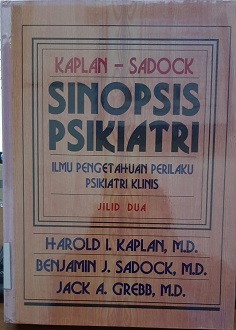 KAPLAN – SADOCK
SINOPSIS
PSIKIATRI
ILMU PENGETAHUAN PERILAKU
PSIKIATRI KLINIS
JILID DUA
HAROLD I. KAPLAN, M.D.
BENJAMIN J. SADOCK, M.D.
JACK A. GREBB, M.D.